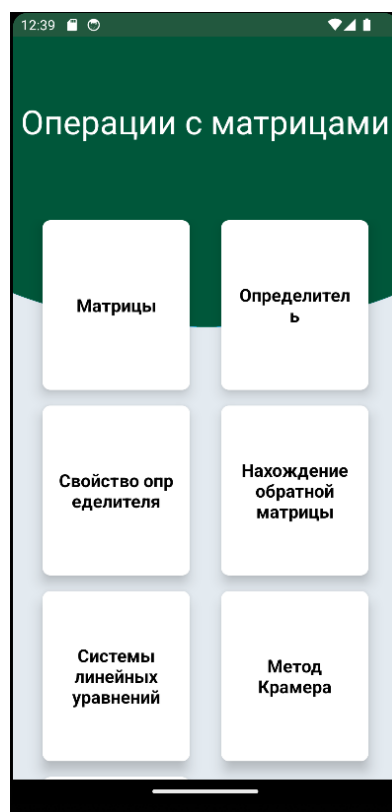 12:39
Операции с матрицами
Матрицы
Определител
ь
Свойство опр
еделителя
Нахождение
обратной
матрицы
Системы
линейных
уравнений
Метод
Крамера